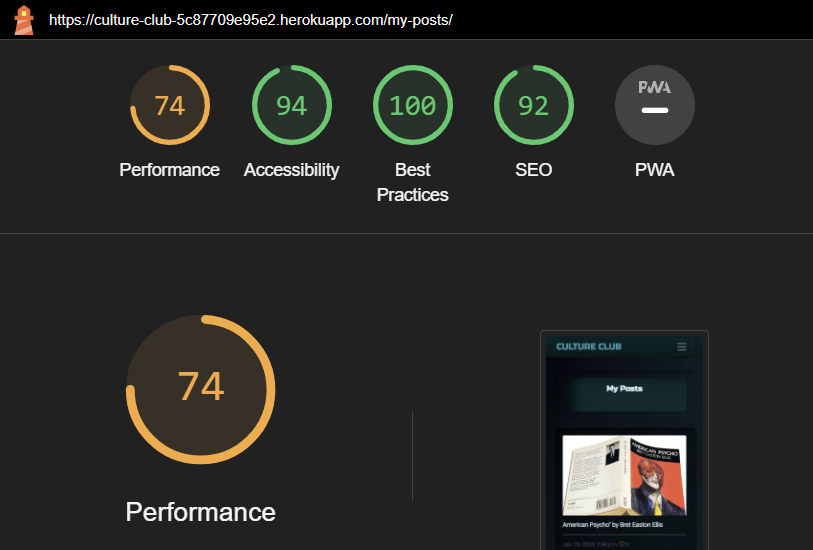 https://culture-club-5c87709e95e2.herokuapp.com/my-posts/
74
94
100
92
PWA
Performance
Accessibility
Best
Practices
SEO
PWA
74
Performance
CULTURE CLUB
My Posts
AMERICAN PSYCHO
BRET EASTON ELLIS
American Psycho' by Bret Easton Ellis